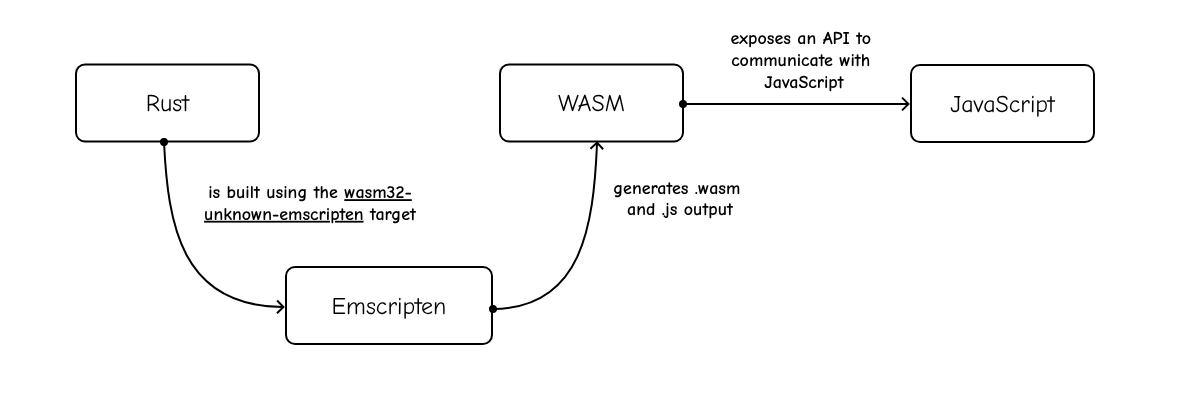 exposes an API to
communicate with
JavaScript
Rust
WASM
JavaScript
is built using the wasm32-
unknown-emscripten target
generates .wasm
and .js output
Emscripten